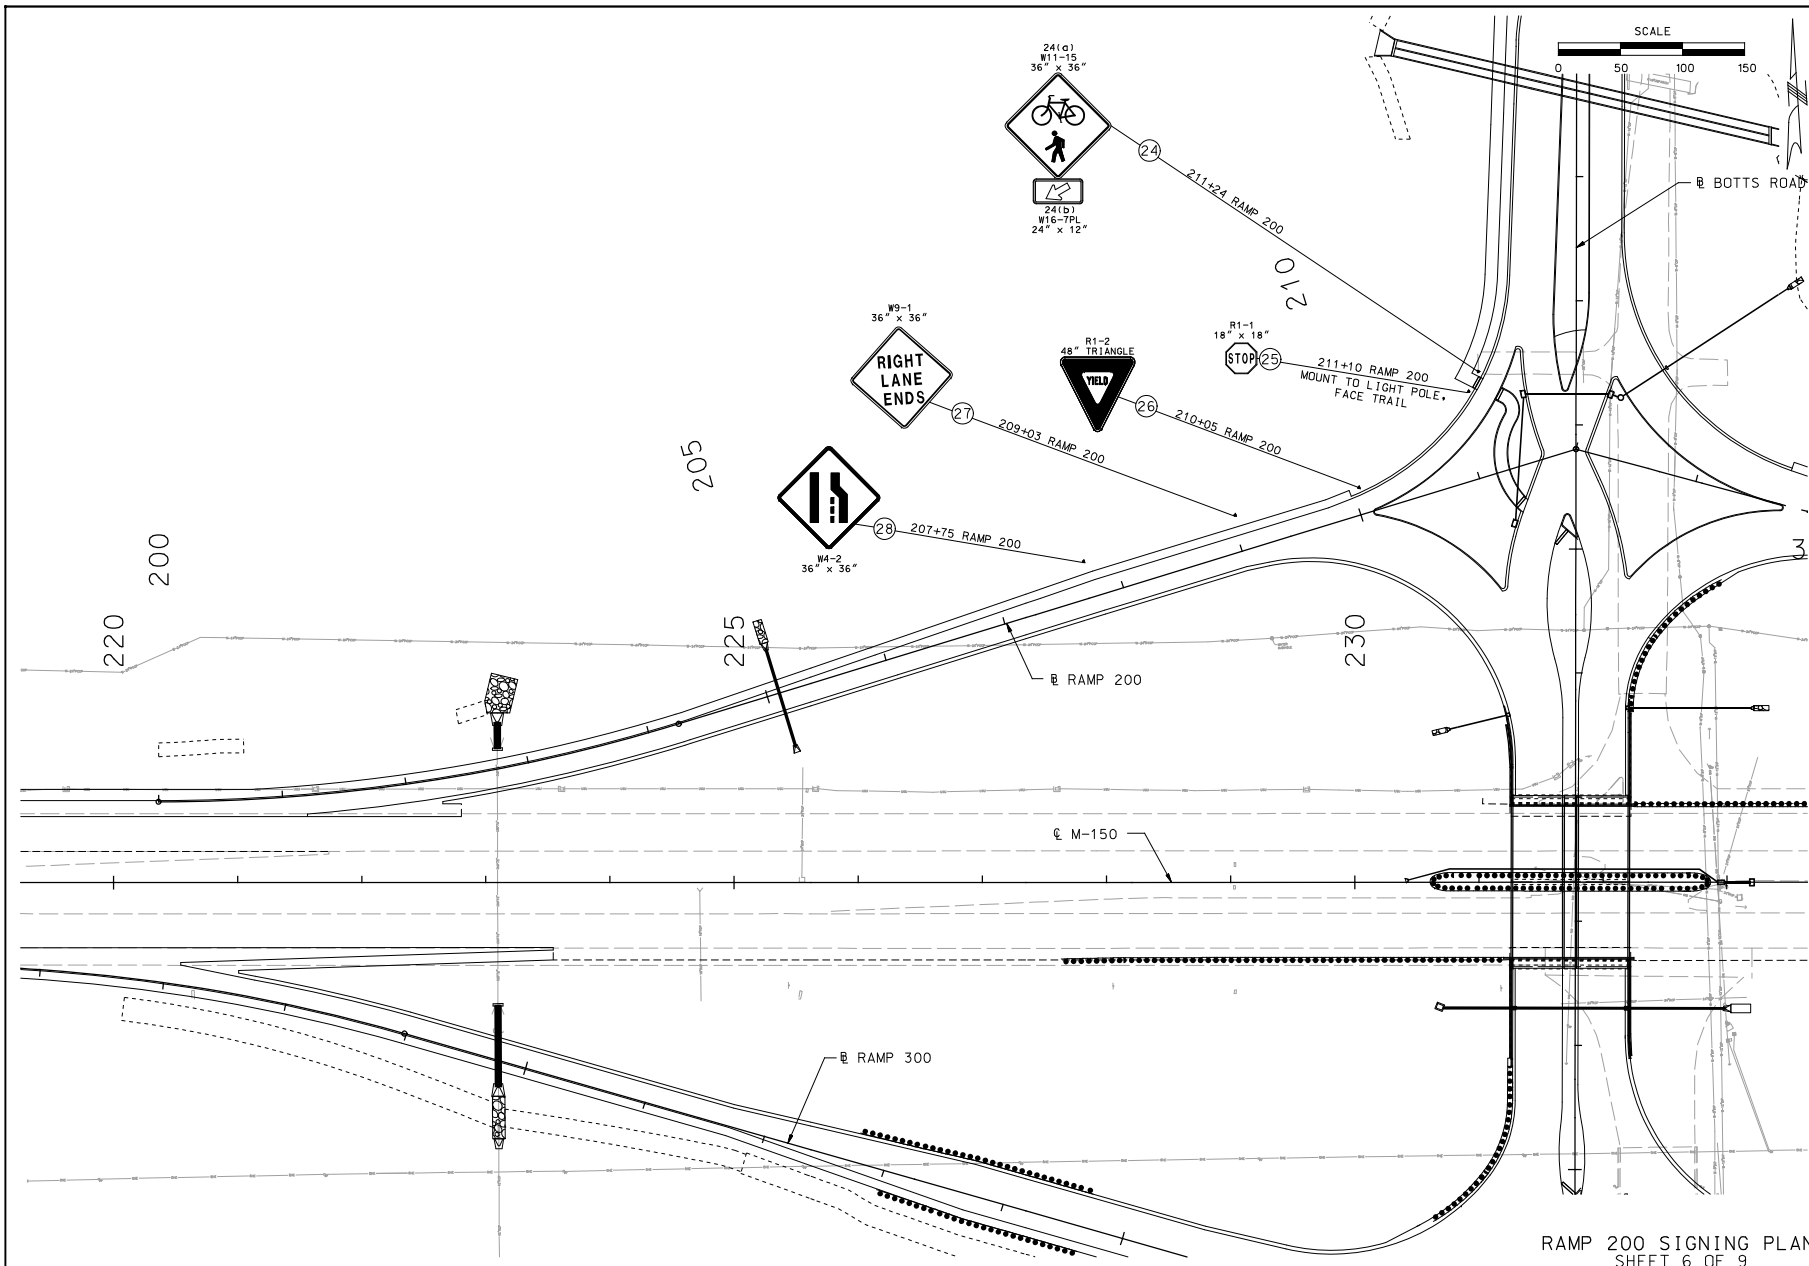 SCALE
0 50 100 150
24(a)
W11-15
36" x 36"
24
211+24 RAMP 200
24(b)
W16-7PL
24" x 12"
BOTTS ROAD
210
W9-1
36" x 36"
RIGHT
LANE
ENDS
27
209+03 RAMP 200
R1-2
48" TRIANGLE
YIELD
26
210+05 RAMP 200
R1-1
18" x 18"
STOP
25
211+10 RAMP 200
MOUNT TO LIGHT POLE,
FACE TRAIL
205
28
207+75 RAMP 200
W4-2
36" x 36"
200
3
220
225
230
RAMP 200
M-150
RAMP 300
RAMP 200 SIGNING PLAN
SHEET 6 OF 9